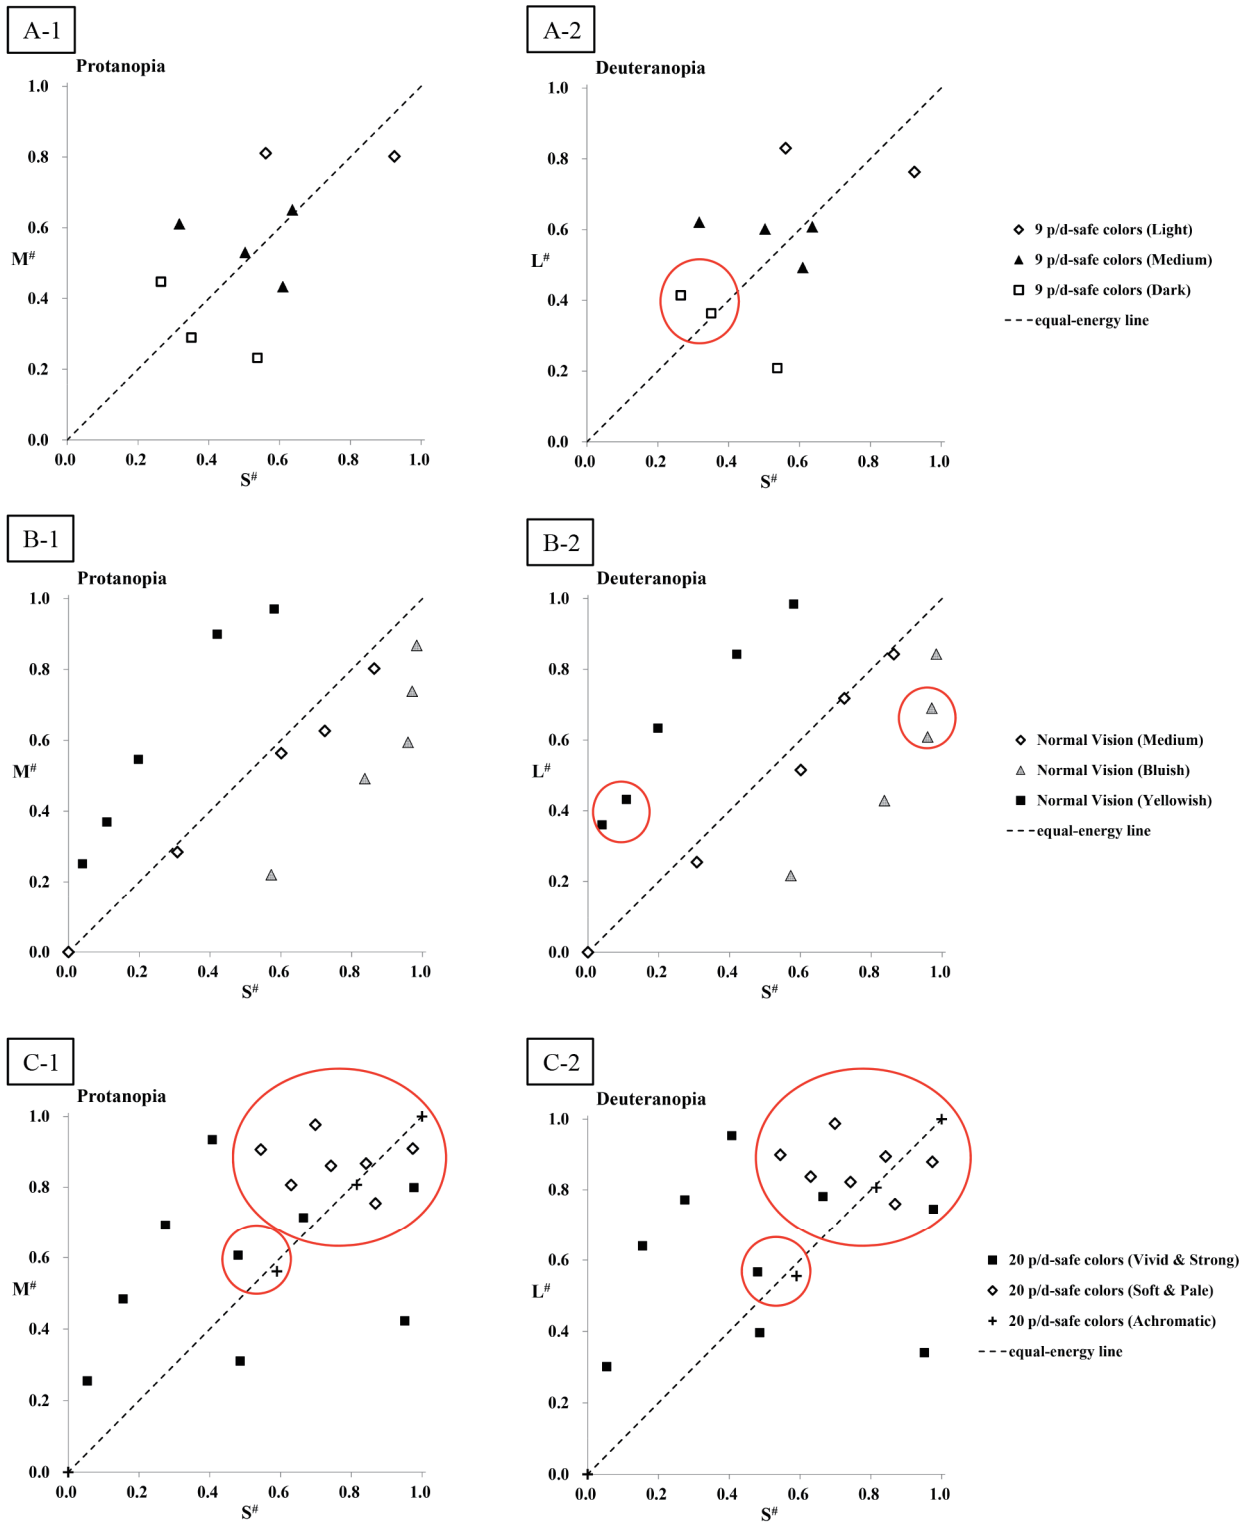 A-1
Protanopia
1.0
0.8
0.6
M#
0.4
0.2
0.0
0.0 0.2 0.4 0.6 0.8 1.0
S#
A-2
Deuteranopia
1.0
0.8
0.6
L#
0.4
0.2
0.0
0.0 0.2 0.4 0.6 0.8 1.0
S#
9 p/d-safe colors (Light)
9 p/d-safe colors (Medium)
9 p/d-safe colors (Dark)
equal-energy line
B-1
Protanopia
1.0
0.8
0.6
M#
0.4
0.2
0.0
0.0 0.2 0.4 0.6 0.8 1.0
S#
B-2
Deuteranopia
1.0
0.8
0.6
L#
0.4
0.2
0.0
0.0 0.2 0.4 0.6 0.8 1.0
S#
Normal Vision (Medium)
Normal Vision (Bluish)
Normal Vision (Yellowish)
equal-energy line
C-1
Protanopia
1.0
0.8
0.6
M#
0.4
0.2
0.0
0.0 0.2 0.4 0.6 0.8 1.0
S#
C-2
Deuteranopia
1.0
0.8
0.6
L#
0.4
0.2
0.0
0.0 0.2 0.4 0.6 0.8 1.0
S#
20 p/d-safe colors (Vivid & Strong)
20 p/d-safe colors (Soft & Pale)
20 p/d-safe colors (Achromatic)
equal-energy line